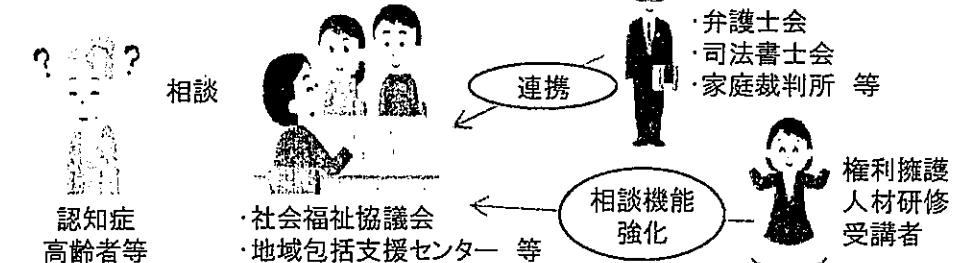 ? ?
相談
認知症
高齢者等
・社会福祉協議会
・地域包括支援センター 等
連携
・弁護士会
・司法書士会
・家庭裁判所 等
相談機能
強化
権利擁護
人材研修
受講者